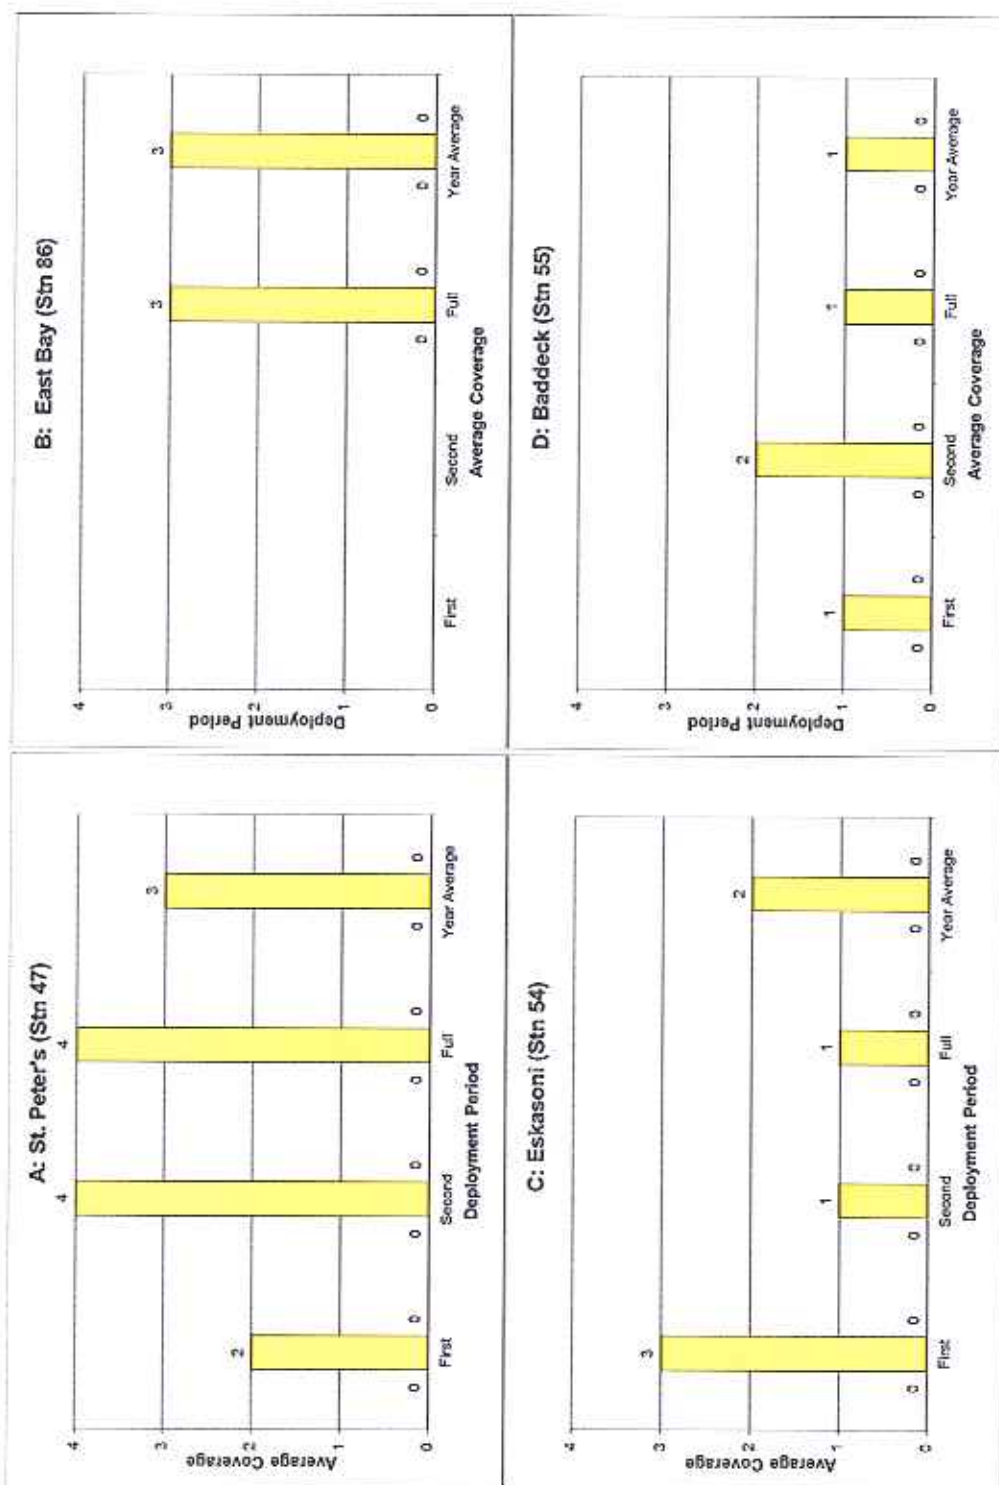 A: St. Peter's (Stn 47)
4
3
2
1
0
Average Coverage
2
4
4
3
0 0 0 0 0 0 0 0
First Second Full Year Average
Deployment Period
B: East Bay (Stn 86)
4
3
2
1
0
Deployment Period
3
3
0 0 0 0
First Second Full Year Average
Average Coverage
C: Eskasoni (Stn 54)
4
3
2
1
0
Average Coverage
3
1
1
2
0 0 0 0 0 0 0 0
First Second Full Year Average
Deployment Period
D: Baddeck (Stn 55)
4
3
2
1
0
Deployment Period
1
2
1
1
0 0 0 0 0 0 0 0
First Second Full Year Average
Average Coverage